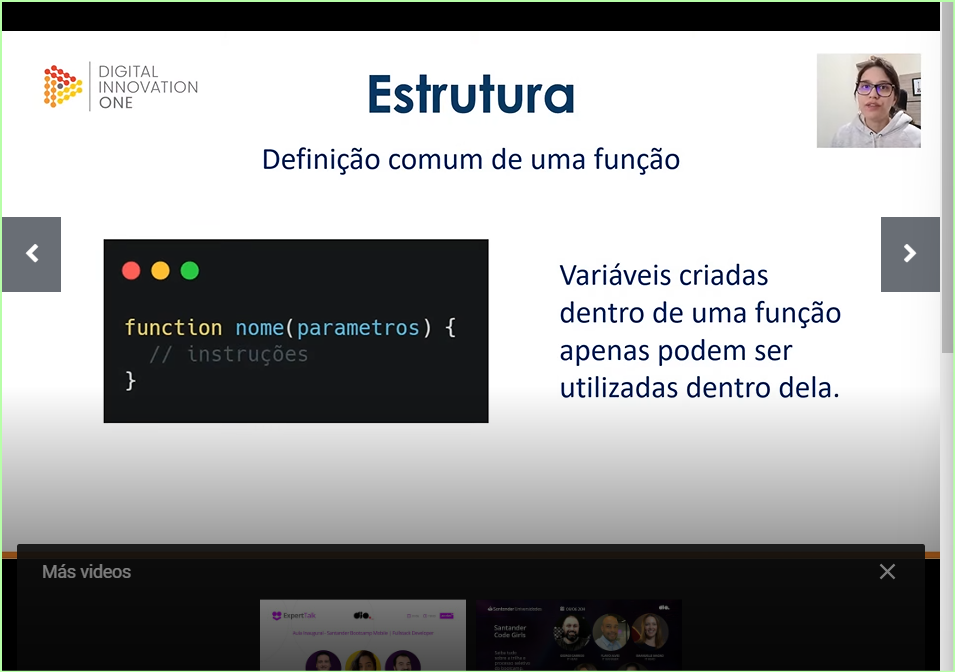 DIGITAL
INNOVATION
ONE
Estrutura
Definição comum de uma função
function nome(parametros) {
// instruções
}
Variáveis criadas
dentro de uma função
apenas podem ser
utilizadas dentro dela.
Más videos
ExpertTalk
dio.
Santander
Code Girls
dio.